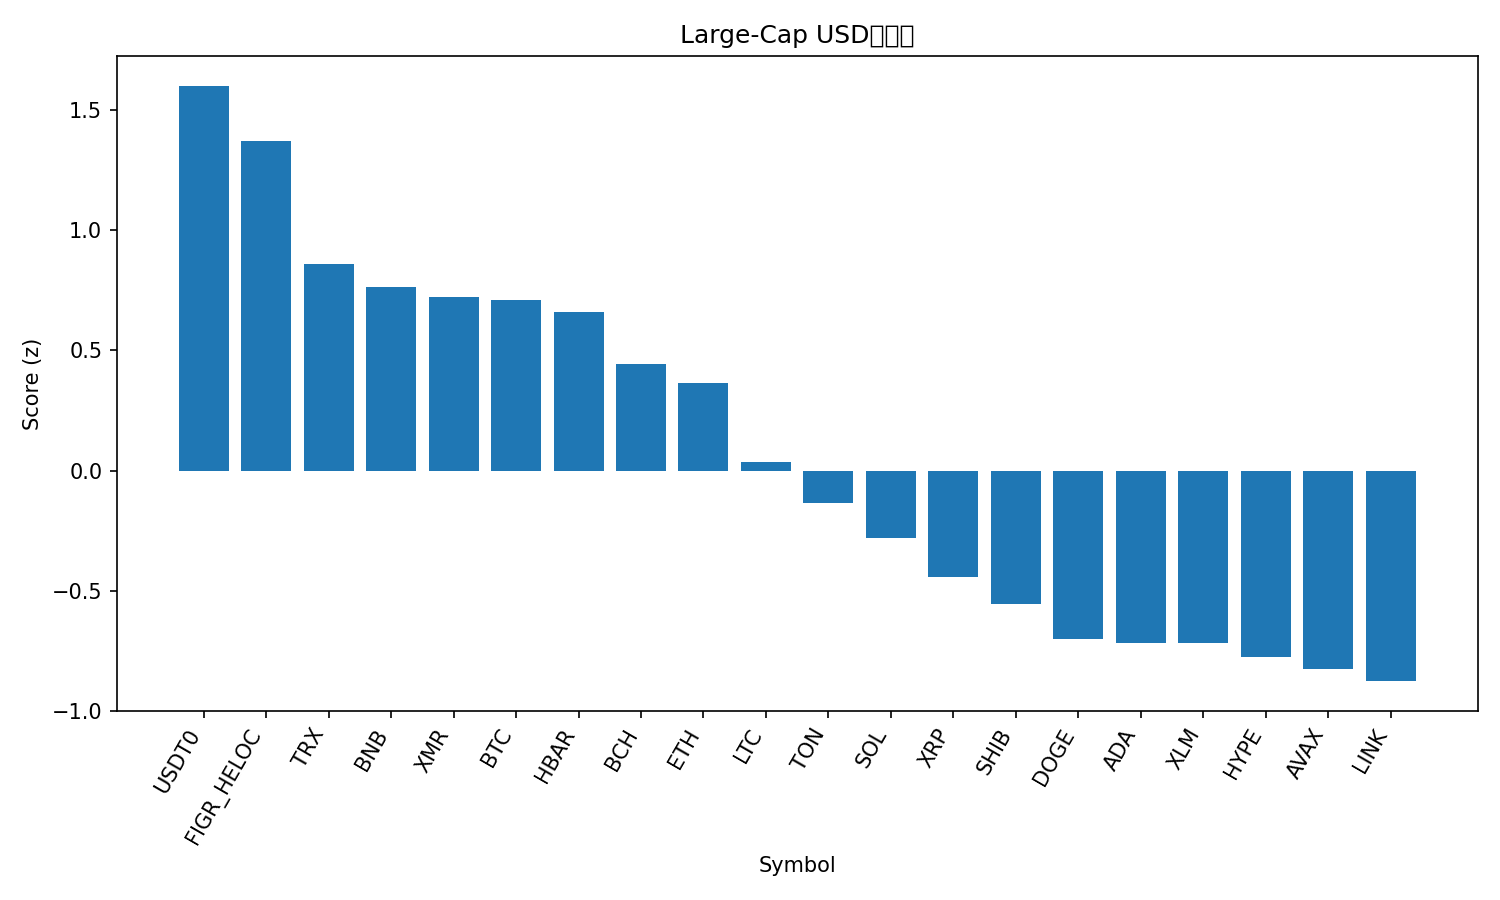 Large-Cap USD
Score (z)
1.5
1.0
0.5
0.0
−0.5
−1.0
USDT0
FIGR_HELOC
TRX
BNB
XMR
BTC
HBAR
BCH
ETH
LTC
TON
SOL
XRP
SHIB
DOGE
ADA
XLM
HYPE
AVAX
LINK
Symbol